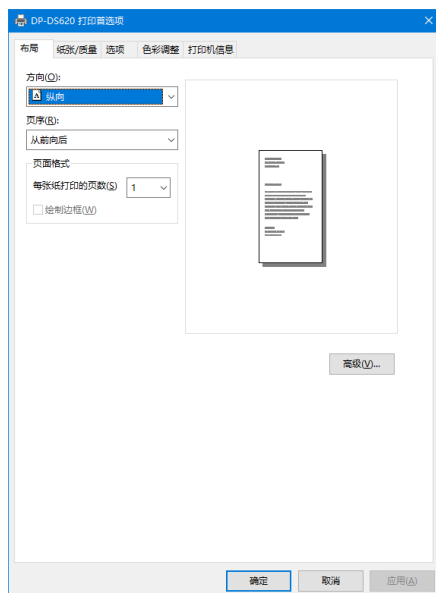 DP-DS620 打印首选项
布局 纸张/质量 选项 色彩调整 打印机信息
方向(O):
A 纵向
页序(R):
从前向后
页面格式
每张纸打印的页数(S) 1
绘制边框(W)
高级(V)...
确定 取消 应用(A)